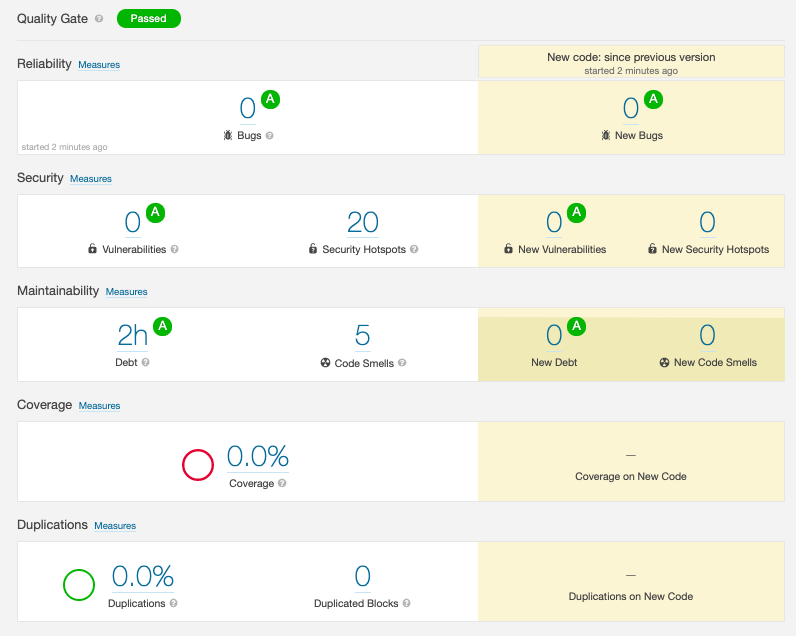 Quality Gate ? Passed
Reliability Measures
New code: since previous version
started 2 minutes ago
0 A
Bugs ?
started 2 minutes ago
0 A
New Bugs
Security Measures
0 A
Vulnerabilities ?
20
Security Hotspots ?
0 A
New Vulnerabilities
0
New Security Hotspots
Maintainability Measures
2h A
Debt ?
5
Code Smells ?
0 A
New Debt
0
New Code Smells
Coverage Measures
0.0%
Coverage ?
—
Coverage on New Code
Duplications Measures
0.0%
Duplications ?
0
Duplicated Blocks ?
—
Duplications on New Code